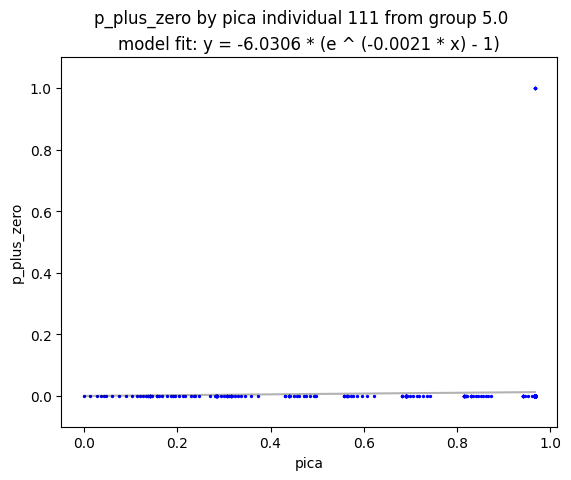 p_plus_zero by pica individual 111 from group 5.0
model fit: y = -6.0306 * (e ^ (-0.0021 * x) - 1)
1.0
0.8
0.6
0.4
0.2
0.0
p_plus_zero
0.0 0.2 0.4 0.6 0.8 1.0
pica